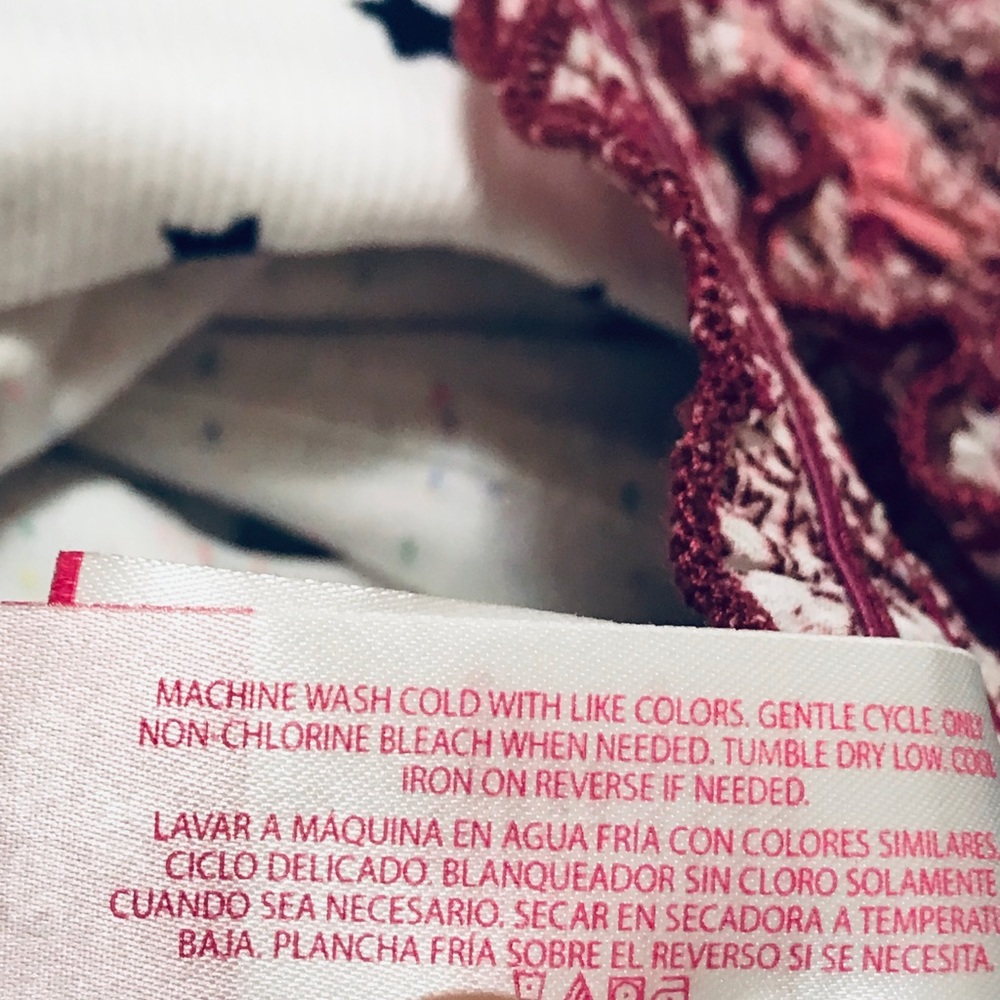 MACHINE WASH COLD WITH LIKE COLORS. GENTLE CYCLE. ONLY
NON-CHLORINE BLEACH WHEN NEEDED. TUMBLE DRY LOW. COOL
IRON ON REVERSE IF NEEDED.
LAVAR A MÁQUINA EN AGUA FRÍA CON COLORES SIMILARES.
CICLO DELICADO. BLANQUEADOR SIN CLORO SOLAMENTE
CUANDO SEA NECESARIO. SECAR EN SECADORA A
BAJA. PLANCHA FRÍA SOBRE EL REVERSO SI SE NECESITA.